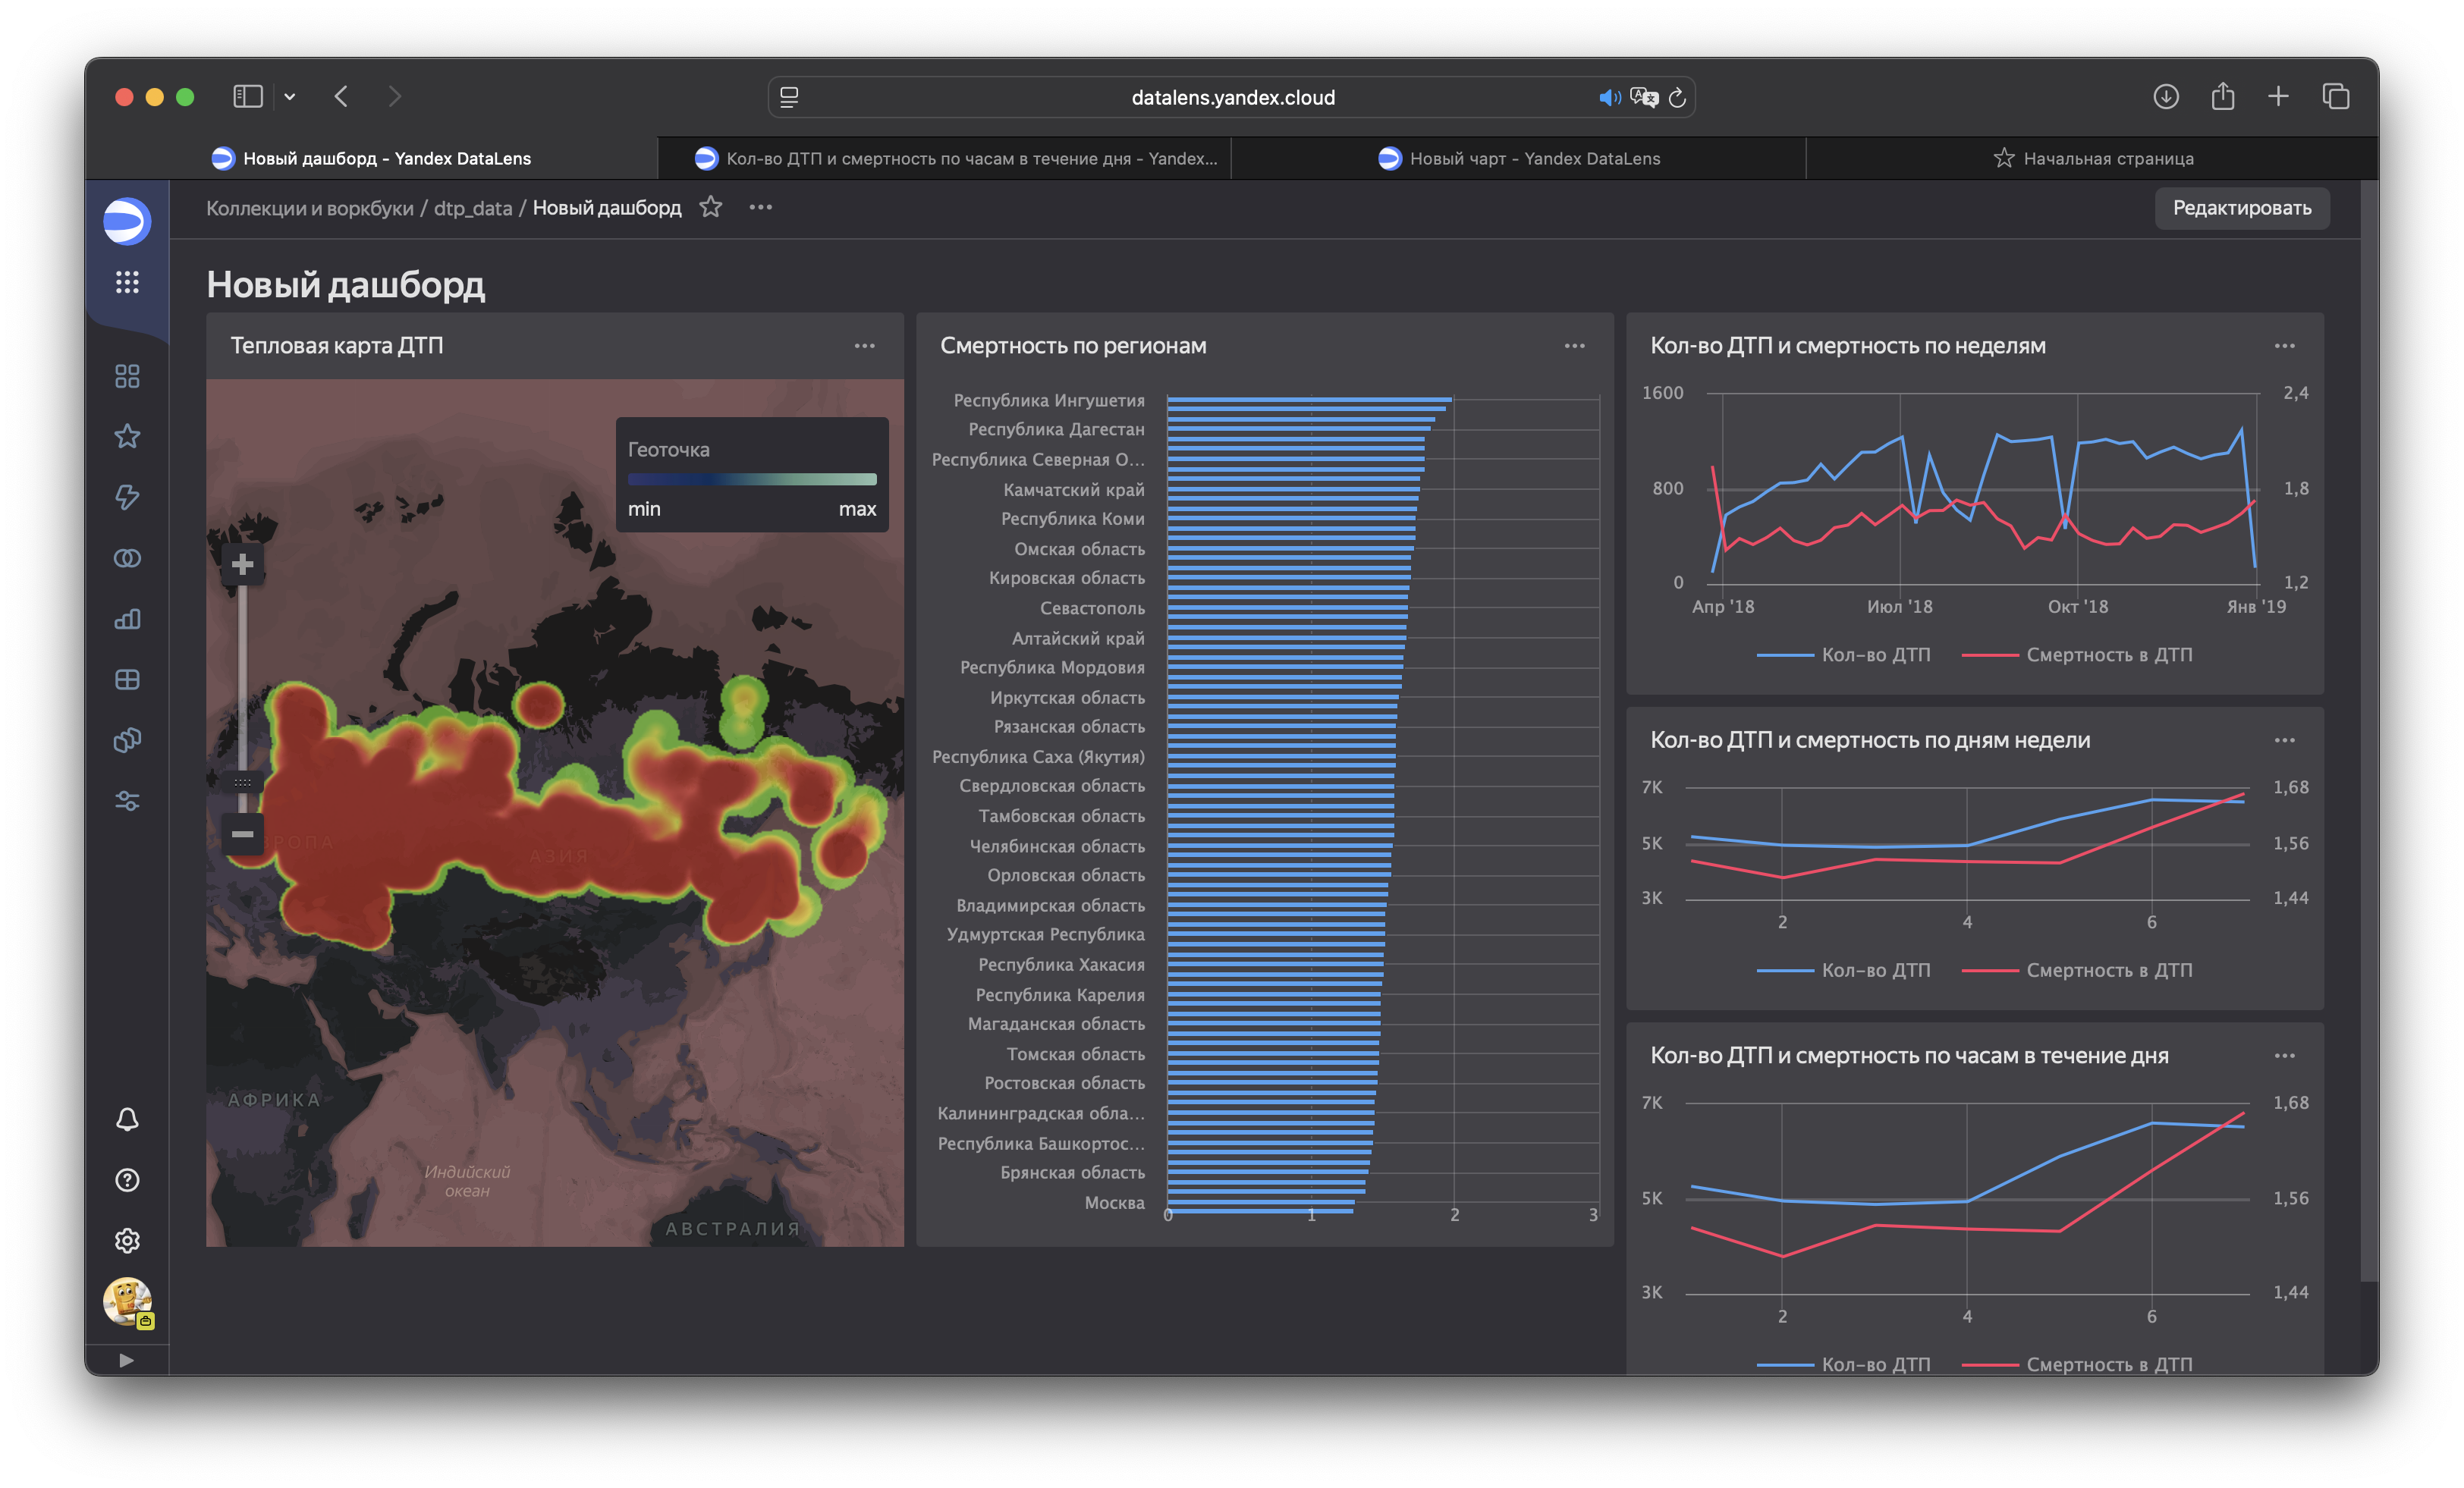 datalens.yandex.cloud
Новый дашборд - Yandex DataLens
Кол-во ДТП и смертность по часам в течение дня - Yandex...
Новый чарт - Yandex DataLens
Начальная страница
Коллекции и воркбуки / dtp_data / Новый дашборд
Редактировать
Новый дашборд
Тепловая карта ДТП
Геоточка
min max
АЗИЯ
АФРИКА
Индийский
океан
АВСТРАЛИЯ
Смертность по регионам
Республика Ингушетия
Республика Дагестан
Республика Северная О...
Камчатский край
Республика Коми
Омская область
Кировская область
Севастополь
Алтайский край
Республика Мордовия
Иркутская область
Рязанская область
Республика Саха (Якутия)
Свердловская область
Тамбовская область
Челябинская область
Орловская область
Владимирская область
Удмуртская Республика
Республика Хакасия
Республика Карелия
Магаданская область
Томская область
Ростовская область
Калининградская обла...
Республика Башкортос...
Брянская область
Москва
0 1 2 3
Кол-во ДТП и смертность по неделям
1600 2,4
800 1,8
0 1,2
Апр '18 Июл '18 Окт '18 Янв '19
Кол-во ДТП Смертность в ДТП
Кол-во ДТП и смертность по дням недели
7K 1,68
5K 1,56
3K 1,44
2 4 6
Кол-во ДТП Смертность в ДТП
Кол-во ДТП и смертность по часам в течение дня
7K 1,68
5K 1,56
3K 1,44
2 4 6
Кол-во ДТП Смертность в ДТП